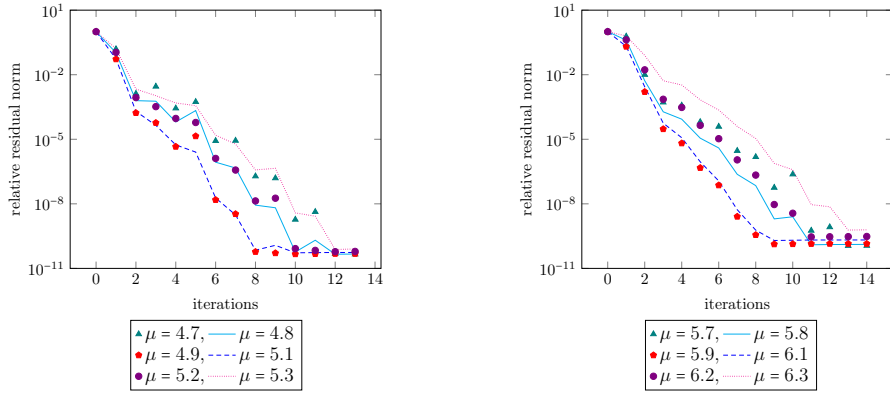 10^1
10^−2
10^−5
10^−8
10^−11
relative residual norm
0 2 4 6 8 10 12 14
iterations
μ = 4.7, μ = 4.8
μ = 4.9, μ = 5.1
μ = 5.2, μ = 5.3
10^1
10^−2
10^−5
10^−8
10^−11
relative residual norm
0 2 4 6 8 10 12 14
iterations
μ = 5.7, μ = 5.8
μ = 5.9, μ = 6.1
μ = 6.2, μ = 6.3